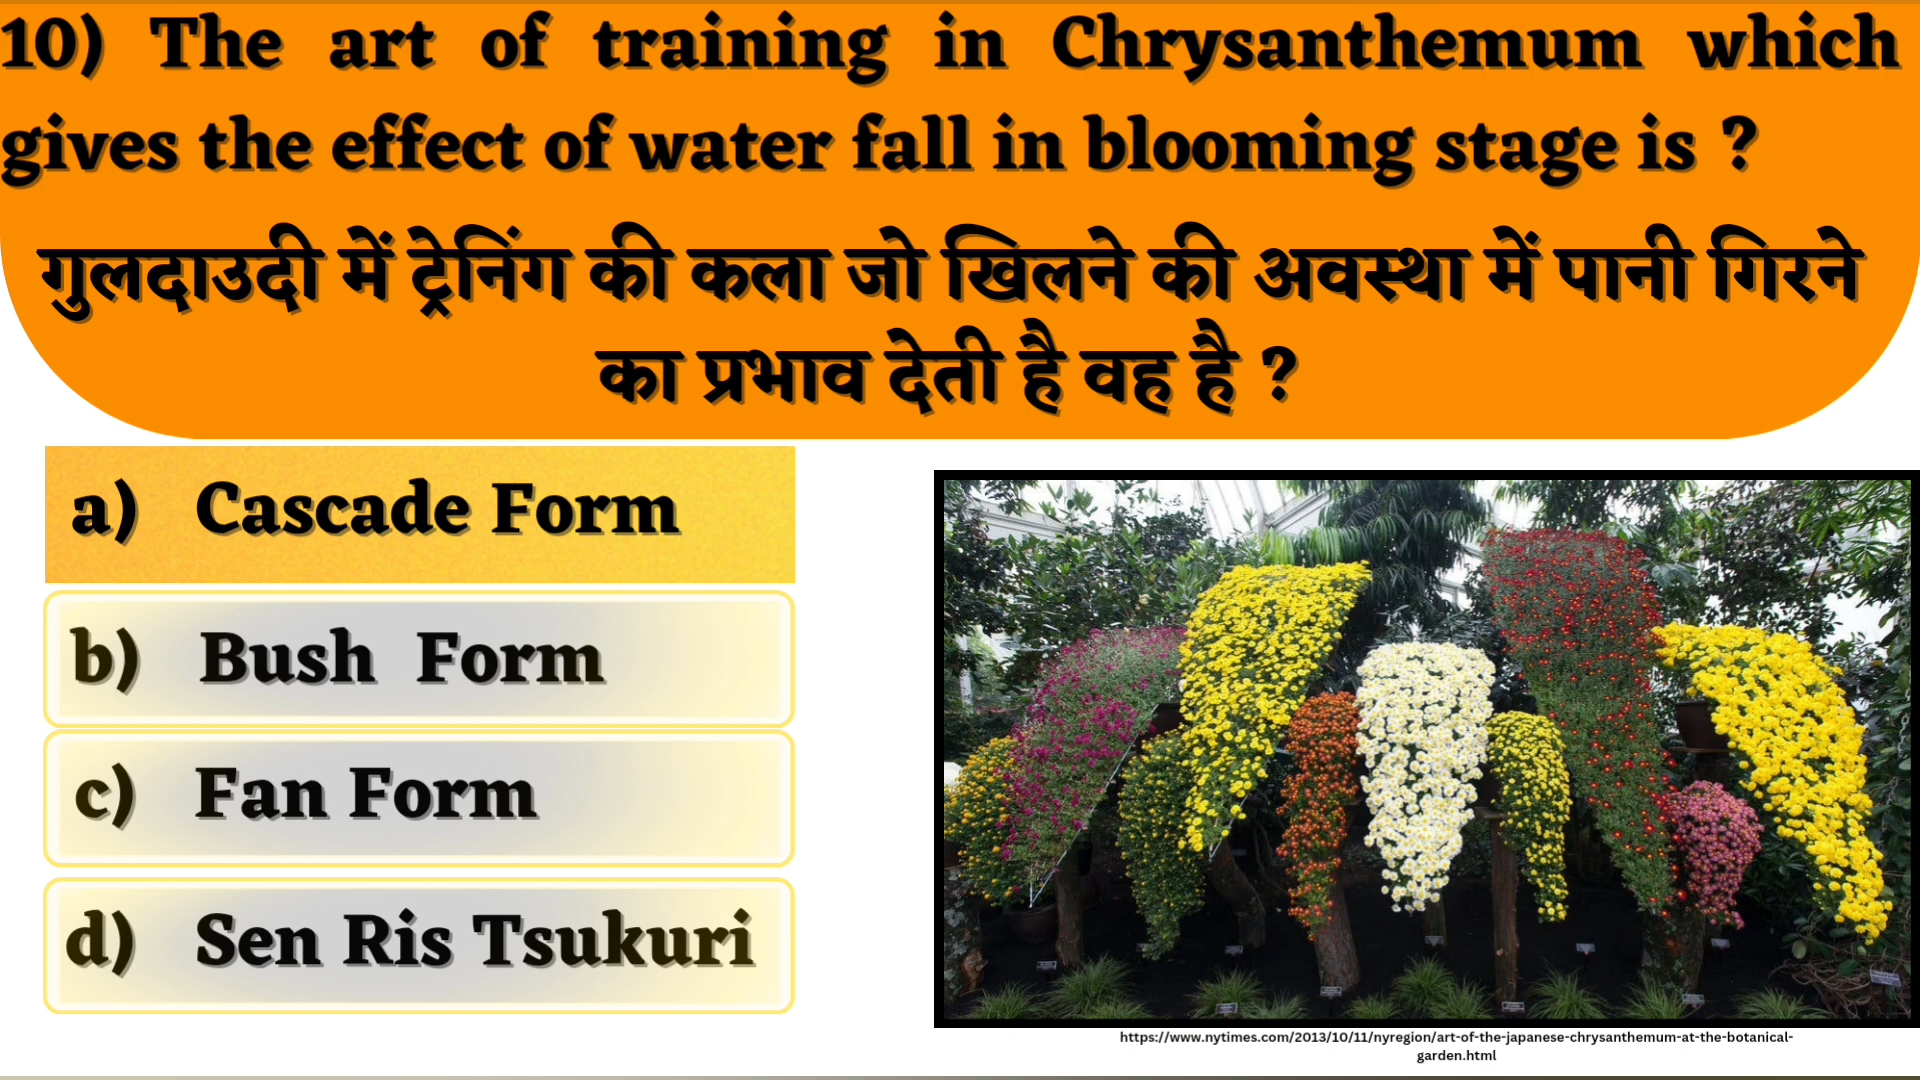 10) The art of training in Chrysanthemum which
gives the effect of water fall in blooming stage is ?
गुलदाउदी में ट्रेनिंग की कला जो खिलने की अवस्था में पानी गिरने
का प्रभाव देती है वह है ?
a) Cascade Form
b) Bush Form
c) Fan Form
d) Sen Ris Tsukuri
https://www.nytimes.com/2013/10/11/nyregion/art-of-the-japanese-chrysanthemum-at-the-botanical-
garden.html